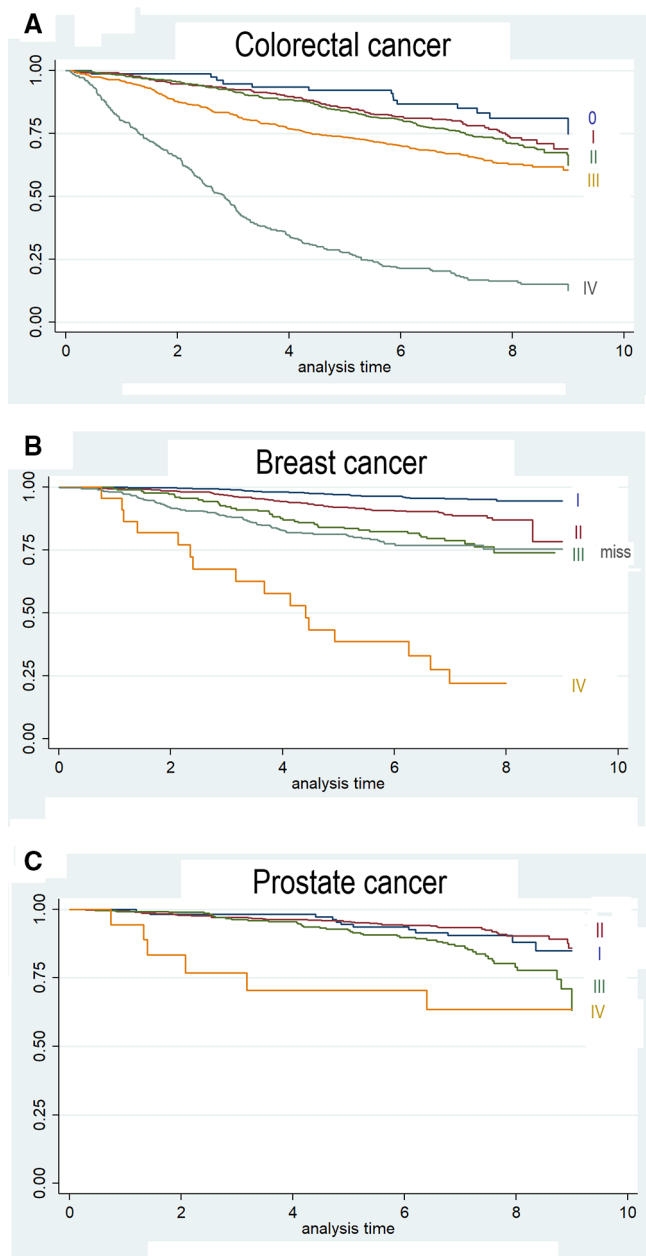 A
Colorectal cancer
1.00
0.75
0.50
0.25
0.00
0
I
II
III
IV
0 2 4 6 8 10
analysis time
B
Breast cancer
1.00
0.75
0.50
0.25
0.00
I
II
III miss
IV
0 2 4 6 8 10
analysis time
C
Prostate cancer
1.00
0.75
0.50
0.25
0.00
II
I
III
IV
0 2 4 6 8 10
analysis time